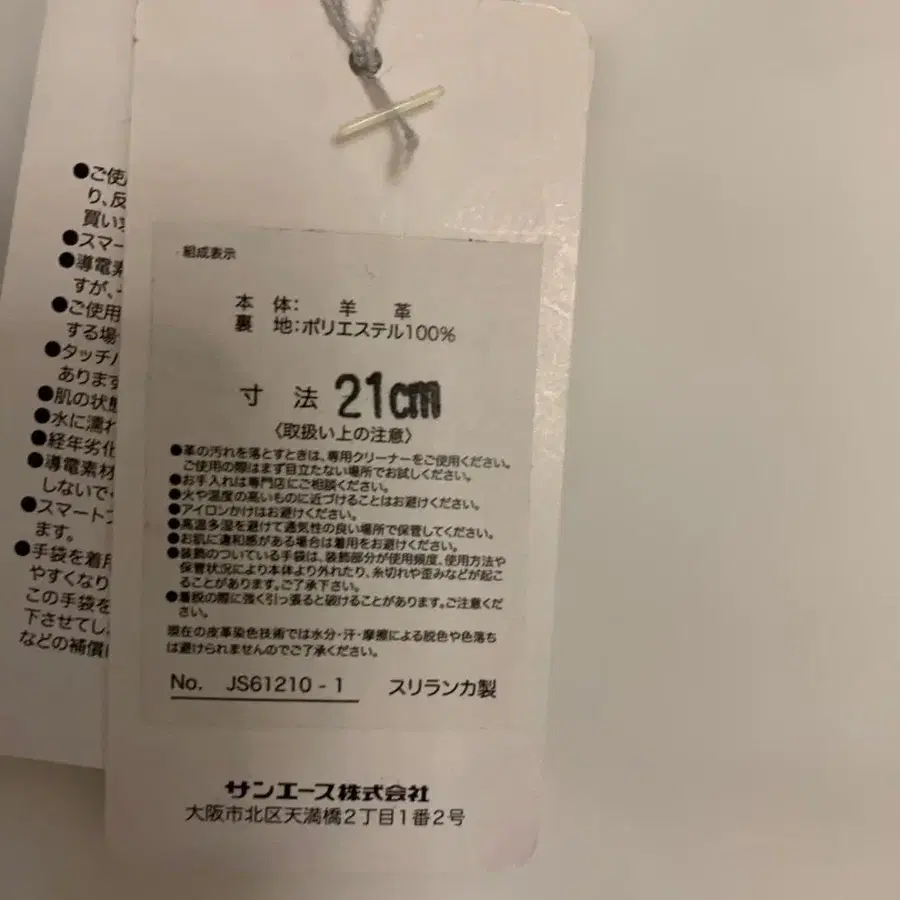 ●ご使
り、反
買い
●スマー
●導電素
すが、
●ご使用
する場
●タッチ
あります
●肌の状態
●水に濡れ
●経年劣化
●導電素材
しないで
●スマート
ます。
●手袋を着用
やすくなり
この手袋を
下させてし
などの補償
組成表示
本 体: 羊 革
裏 地:ポリエステル100%
寸 法 21cm
〈取扱い上の注意〉
●革の汚れを落とすときは、専用クリーナーをご使用ください。
ご使用の際はまず目立たない場所でお試しください。
●お手入れは専門店にご相談ください。
●火や温度の高いものに近づけることはお避けください。
●アイロンかけはお避けください。
●高温多湿を避けて通気性の良い場所で保管してください。
●お肌に違和感がある場合は着用をお避けください。
●装飾のついている手袋は、装飾部分が使用頻度、使用方法や
保管状況により本体より外れたり、糸切れや歪みなどが起こ
ることがあります。ご了承下さい。
●着脱の際に強く引っ張ると破けることがあります。ご注意くだ
さい。
現在の皮革染色技術では水分・汗・摩擦による脱色や色落ち
は避けられませんのでご了承ください。
No. JS61210-1 スリランカ製
サンエース株式会社
大阪市北区天満橋2丁目1番2号